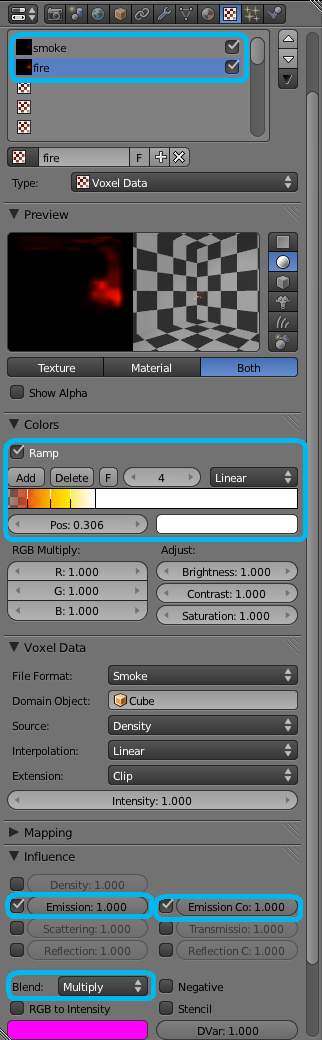 smoke
fire
fire F
Type: Voxel Data
Preview
Texture Material Both
Show Alpha
Colors
Ramp
Add Delete F 4 Linear
Pos: 0.306
RGB Multiply: Adjust:
R: 1.000 Brightness: 1.000
G: 1.000 Contrast: 1.000
B: 1.000 Saturation: 1.000
Voxel Data
File Format: Smoke
Domain Object: Cube
Source: Density
Interpolation: Linear
Extension: Clip
Intensity: 1.000
Mapping
Influence
Density: 1.000
Emission: 1.000 Emission Co: 1.000
Scattering: 1.000 Transmissio: 1.000
Reflection: 1.000 Reflection C: 1.000
Blend: Multiply Negative
RGB to Intensity Stencil
DVar: 1.000